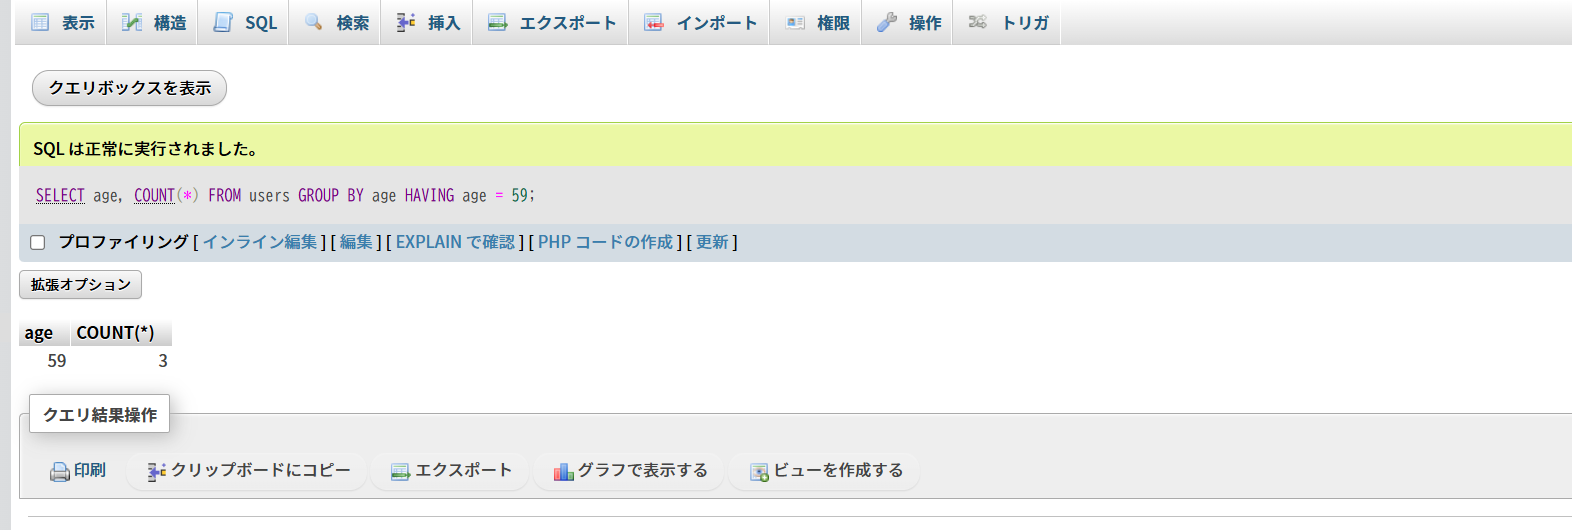 表示 構造 SQL 検索 挿入 エクスポート インポート 権限 操作 トリガ
クエリボックスを表示
SQL は正常に実行されました。
SELECT age, COUNT(*) FROM users GROUP BY age HAVING age = 59;
プロファイリング [ インライン編集 ] [ 編集 ] [ EXPLAIN で確認 ] [ PHP コードの作成 ] [ 更新 ]
拡張オプション
age COUNT(*)
59 3
クエリ結果操作
印刷 クリップボードにコピー エクスポート グラフで表示する ビューを作成する